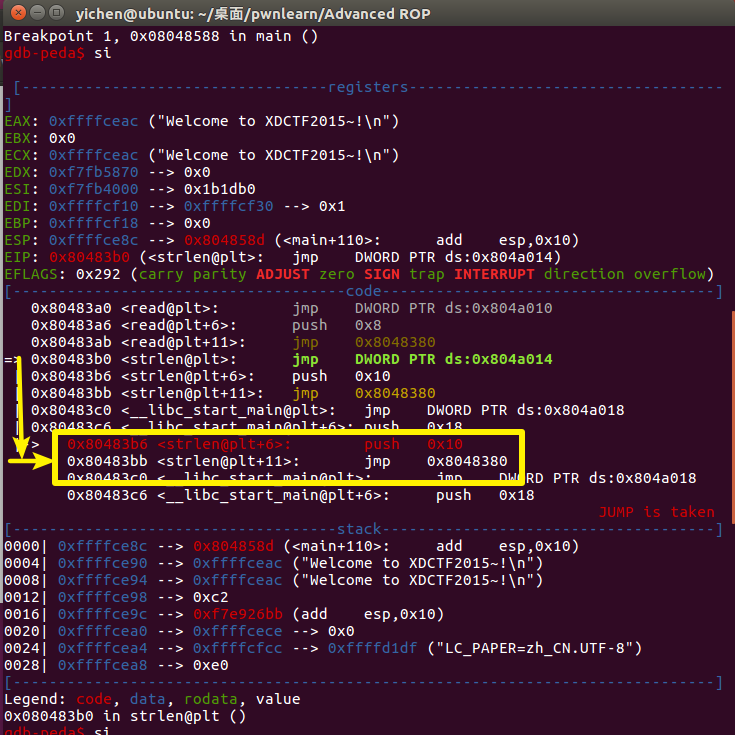 yichen@ubuntu: ~/桌面/pwnlearn/Advanced ROP
Breakpoint 1, 0x08048588 in main ()
gdb-peda$ si
[----------------------------------registers-----------------------------------
]
EAX: 0xffffceac ("Welcome to XDCTF2015~!\n")
EBX: 0x0
ECX: 0xffffceac ("Welcome to XDCTF2015~!\n")
EDX: 0xf7fb5870 --> 0x0
ESI: 0xf7fb4000 --> 0x1b1db0
EDI: 0xffffcf10 --> 0xffffcf30 --> 0x1
EBP: 0xffffcf18 --> 0x0
ESP: 0xffffce8c --> 0x804858d (<main+110>: add esp,0x10)
EIP: 0x80483b0 (<strlen@plt>: jmp DWORD PTR ds:0x804a014)
EFLAGS: 0x292 (carry parity ADJUST zero SIGN trap INTERRUPT direction overflow)
[-------------------------------------code-------------------------------------]
0x80483a0 <read@plt>: jmp DWORD PTR ds:0x804a010
0x80483a6 <read@plt+6>: push 0x8
0x80483ab <read@plt+11>: jmp 0x8048380
=> 0x80483b0 <strlen@plt>: jmp DWORD PTR ds:0x804a014
| 0x80483b6 <strlen@plt+6>: push 0x10
| 0x80483bb <strlen@plt+11>: jmp 0x8048380
| 0x80483c0 <__libc_start_main@plt>: jmp DWORD PTR ds:0x804a018
| 0x80483c6 <__libc_start_main@plt+6>: push 0x18
|-> 0x80483b6 <strlen@plt+6>: push 0x10
0x80483bb <strlen@plt+11>: jmp 0x8048380
0x80483c0 <__libc_start_main@plt>: jmp DWORD PTR ds:0x804a018
0x80483c6 <__libc_start_main@plt+6>: push 0x18
JUMP is taken
[------------------------------------stack-------------------------------------]
0000| 0xffffce8c --> 0x804858d (<main+110>: add esp,0x10)
0004| 0xffffce90 --> 0xffffceac ("Welcome to XDCTF2015~!\n")
0008| 0xffffce94 --> 0xffffceac ("Welcome to XDCTF2015~!\n")
0012| 0xffffce98 --> 0xc2
0016| 0xffffce9c --> 0xf7e926bb (add esp,0x10)
0020| 0xffffcea0 --> 0xffffcece --> 0x0
0024| 0xffffcea4 --> 0xffffcfcc --> 0xffffd1df ("LC_PAPER=zh_CN.UTF-8")
0028| 0xffffcea8 --> 0xe0
[------------------------------------------------------------------------------]
Legend: code, data, rodata, value
0x080483b0 in strlen@plt ()
gdb-peda$ si